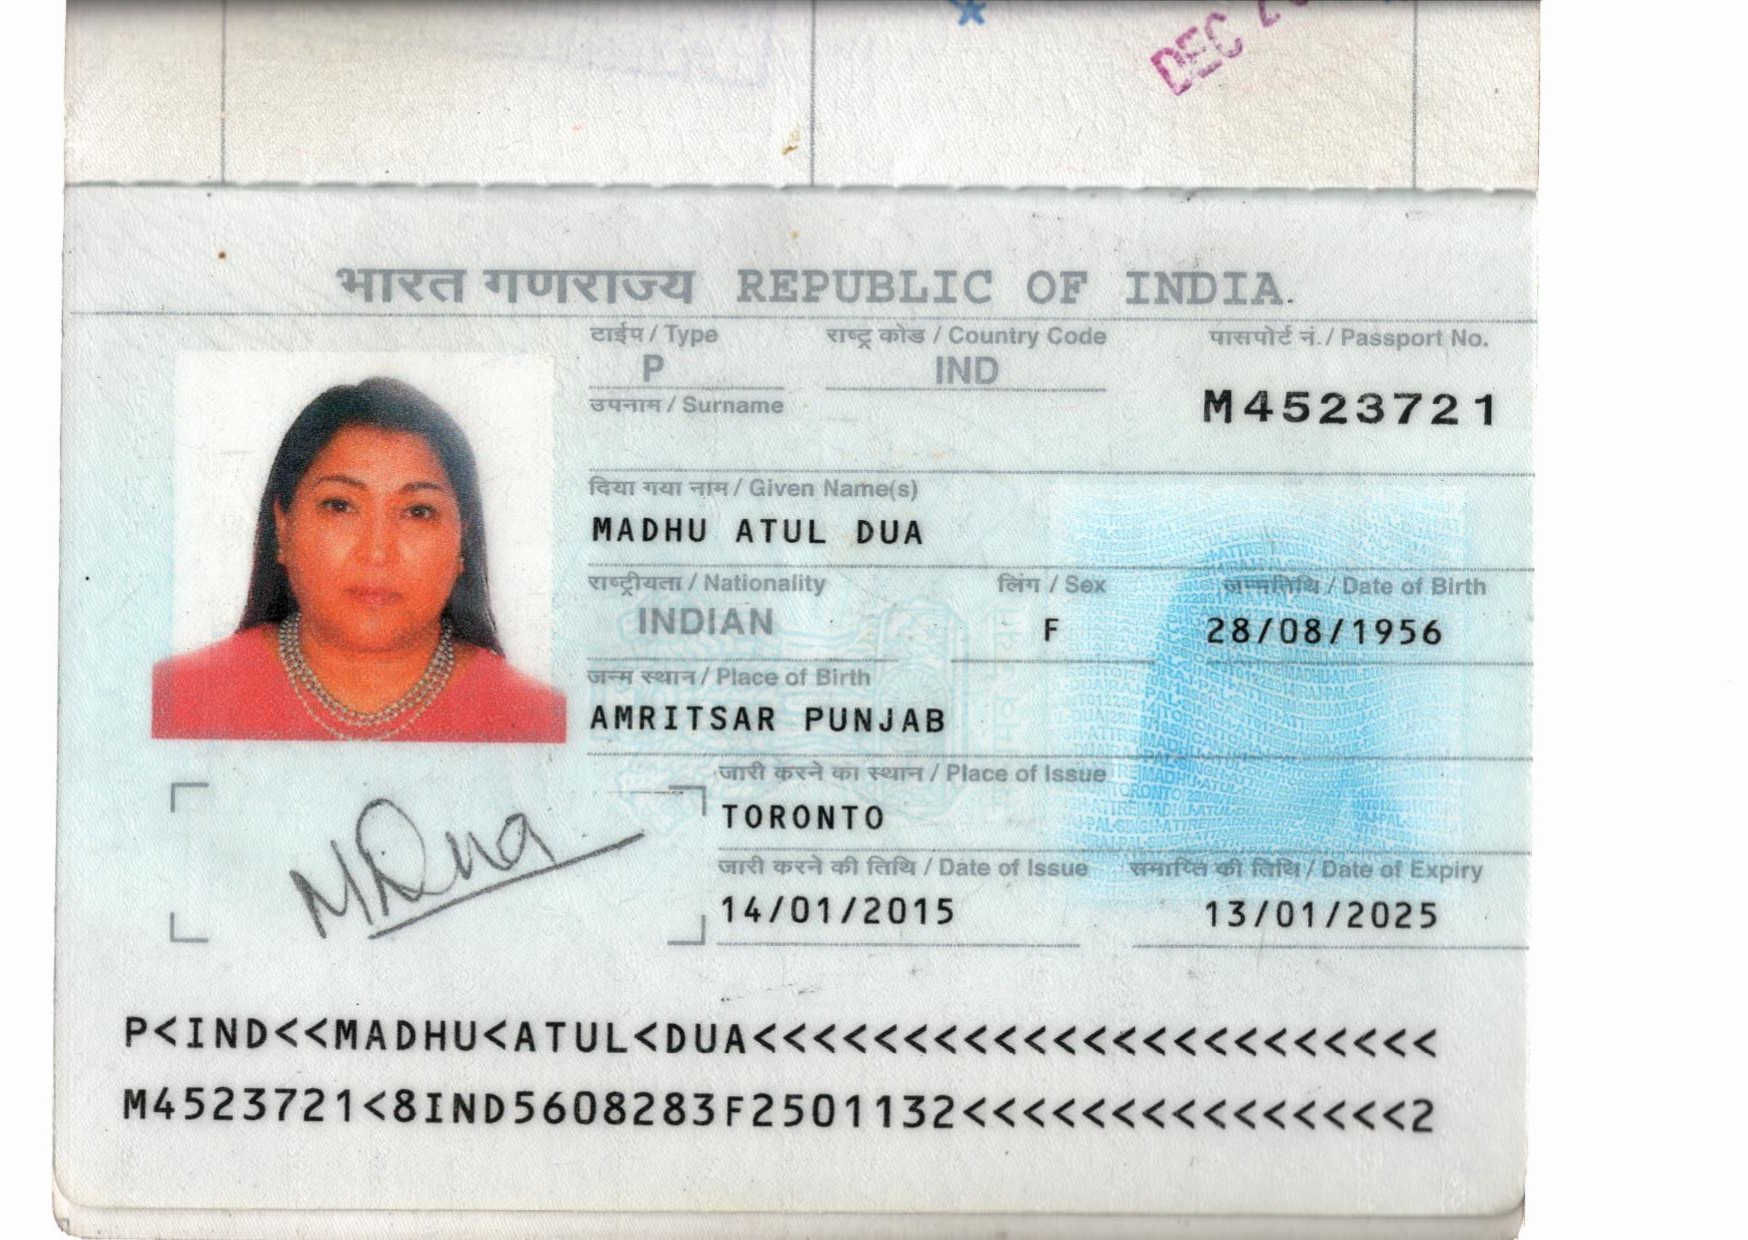 DEC
भारत गणराज्य REPUBLIC OF INDIA
टाईप / Type राष्ट्र कोड / Country Code पासपोर्ट नं. / Passport No.
P IND M4523721
उपनाम / Surname
दिया गया नाम / Given Name(s)
MADHU ATUL DUA
राष्ट्रीयता / Nationality लिंग / Sex जन्मतिथि / Date of Birth
INDIAN F 28/08/1956
जन्म स्थान / Place of Birth
AMRITSAR PUNJAB
जारी करने का स्थान / Place of Issue
TORONTO
जारी करने की तिथि / Date of Issue समाप्ति की तिथि / Date of Expiry
14/01/2015 13/01/2025
MDua
P<IND<<MADHU<ATUL<DUA<<<<<<<<<<<<<<<<<<<<<<<
M4523721<8IND5608283F2501132<<<<<<<<<<<<<<<2